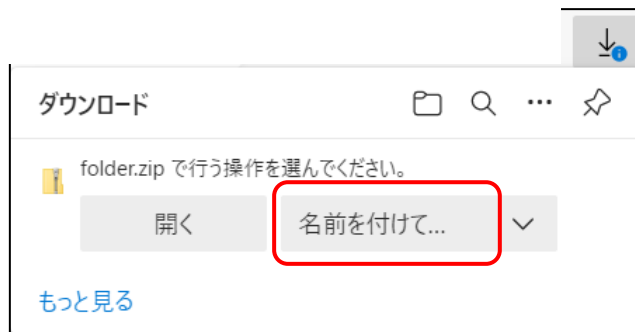 ダウンロード
folder.zip で行う操作を選んでください。
開く
名前を付けて...
もっと見る